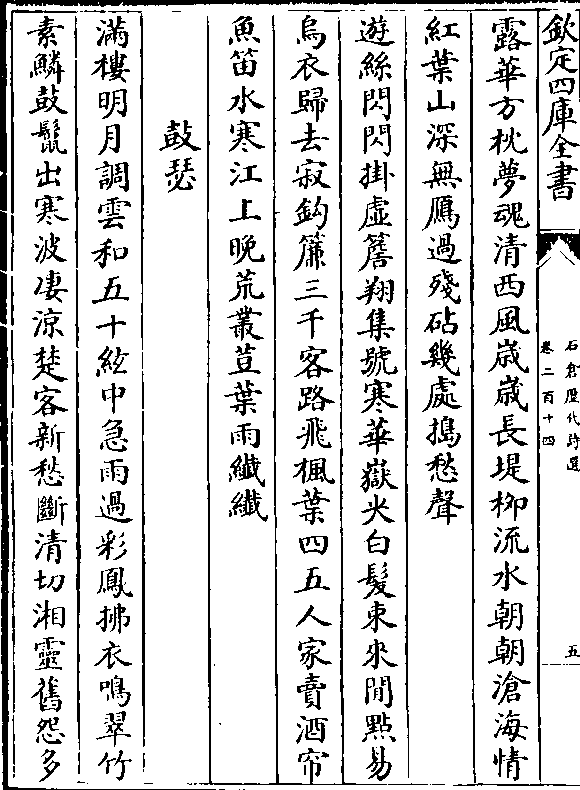 欽定四庫全書
石倉歷代詩選
卷二百十四
五
露華方枕夢魂清西風嵗嵗長堤柳流水朝朝滄海情
紅葉山深無鴈過殘砧幾處搗愁聲
遊絲閃閃掛虛簷翔集號寒華嶽尖白髮東來閒點易
烏衣歸去寂鈎簾三千客路飛楓葉四五人家賣酒帘
魚笛水寒江上晚荒叢荳葉雨纖纖
鼓瑟
滿樓明月調雲和五十絃中急雨過彩鳳拂衣鳴翠竹
素鱗鼓鬛出寒波凄涼楚客新愁斷清切湘靈舊怨多